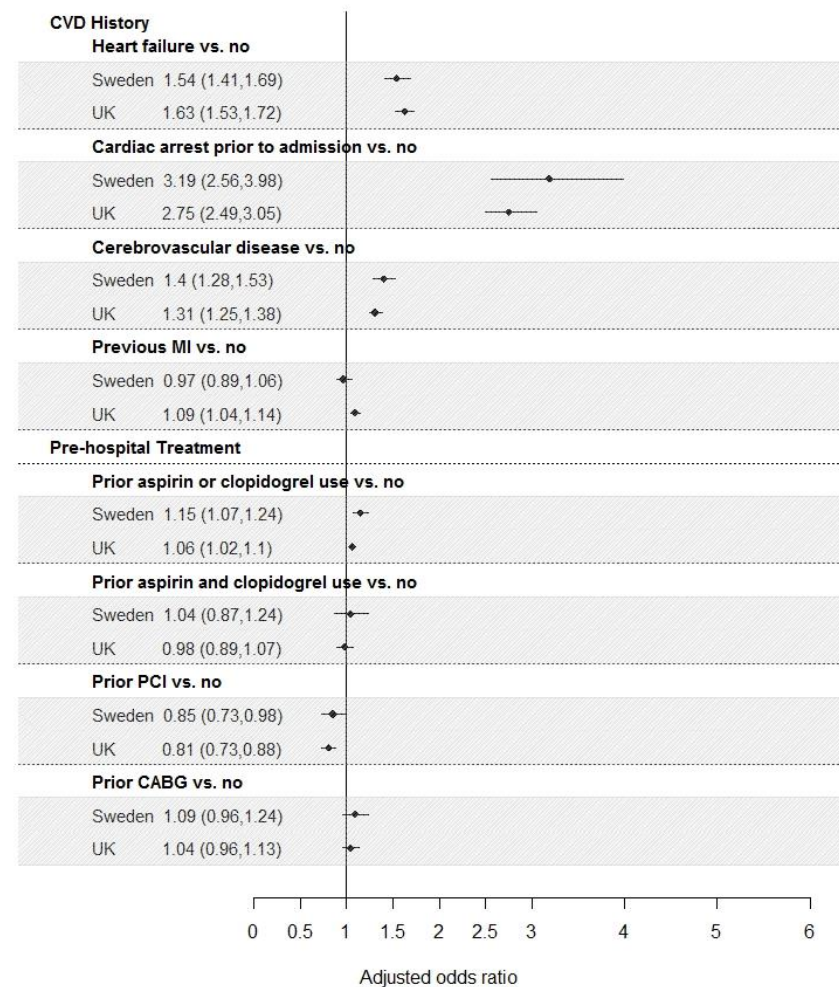 CVD History
Heart failure vs. no
Sweden 1.54 (1.41,1.69)
UK 1.63 (1.53,1.72)
Cardiac arrest prior to admission vs. no
Sweden 3.19 (2.56,3.98)
UK 2.75 (2.49,3.05)
Cerebrovascular disease vs. no
Sweden 1.4 (1.28,1.53)
UK 1.31 (1.25,1.38)
Previous MI vs. no
Sweden 0.97 (0.89,1.06)
UK 1.09 (1.04,1.14)
Pre-hospital Treatment
Prior aspirin or clopidogrel use vs. no
Sweden 1.15 (1.07,1.24)
UK 1.06 (1.02,1.1)
Prior aspirin and clopidogrel use vs. no
Sweden 1.04 (0.87,1.24)
UK 0.98 (0.89,1.07)
Prior PCI vs. no
Sweden 0.85 (0.73,0.98)
UK 0.81 (0.73,0.88)
Prior CABG vs. no
Sweden 1.09 (0.96,1.24)
UK 1.04 (0.96,1.13)
0 0.5 1 1.5 2 2.5 3 4 5 6
Adjusted odds ratio